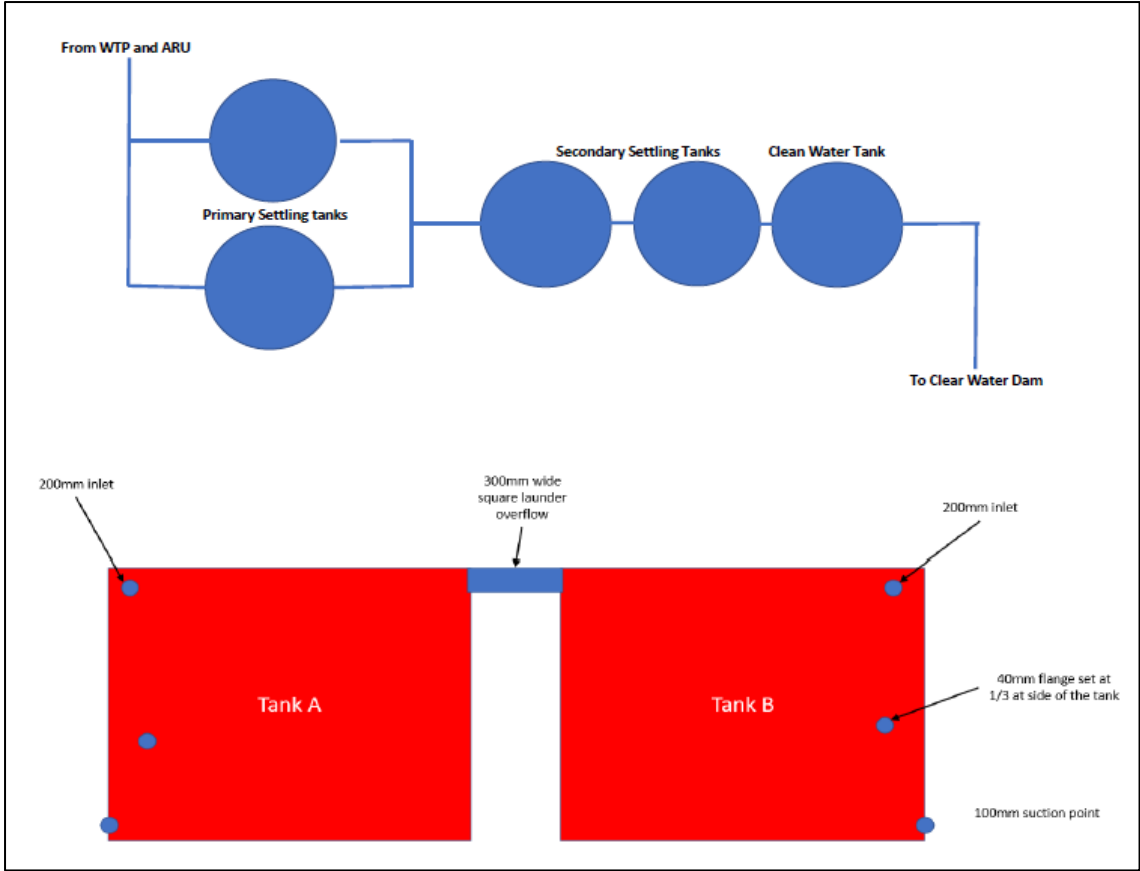 From WTP and ARU
Secondary Settling Tanks
Clean Water Tank
Primary Settling tanks
To Clear Water Dam
200mm inlet
300mm wide
square launder
overflow
200mm inlet
Tank A
Tank B
40mm flange set at
1/3 at side of the tank
100mm suction point